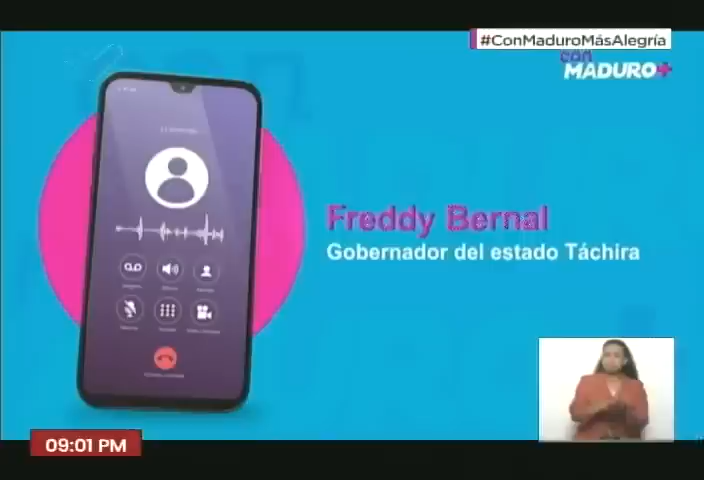 #ConMaduroMásAlegría
con
MADURO+
Freddy Bernal
Gobernador del estado Táchira
09:01 PM